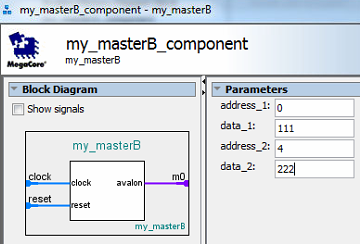 my_masterB_component - my_masterB
my_masterB_component
my_masterB
MegaCore®
Block Diagram
Show signals
my_masterB
clock
clock
avalon
m0
reset
reset
my_masterB
Parameters
address_1: 0
data_1: 111
address_2: 4
data_2: 222